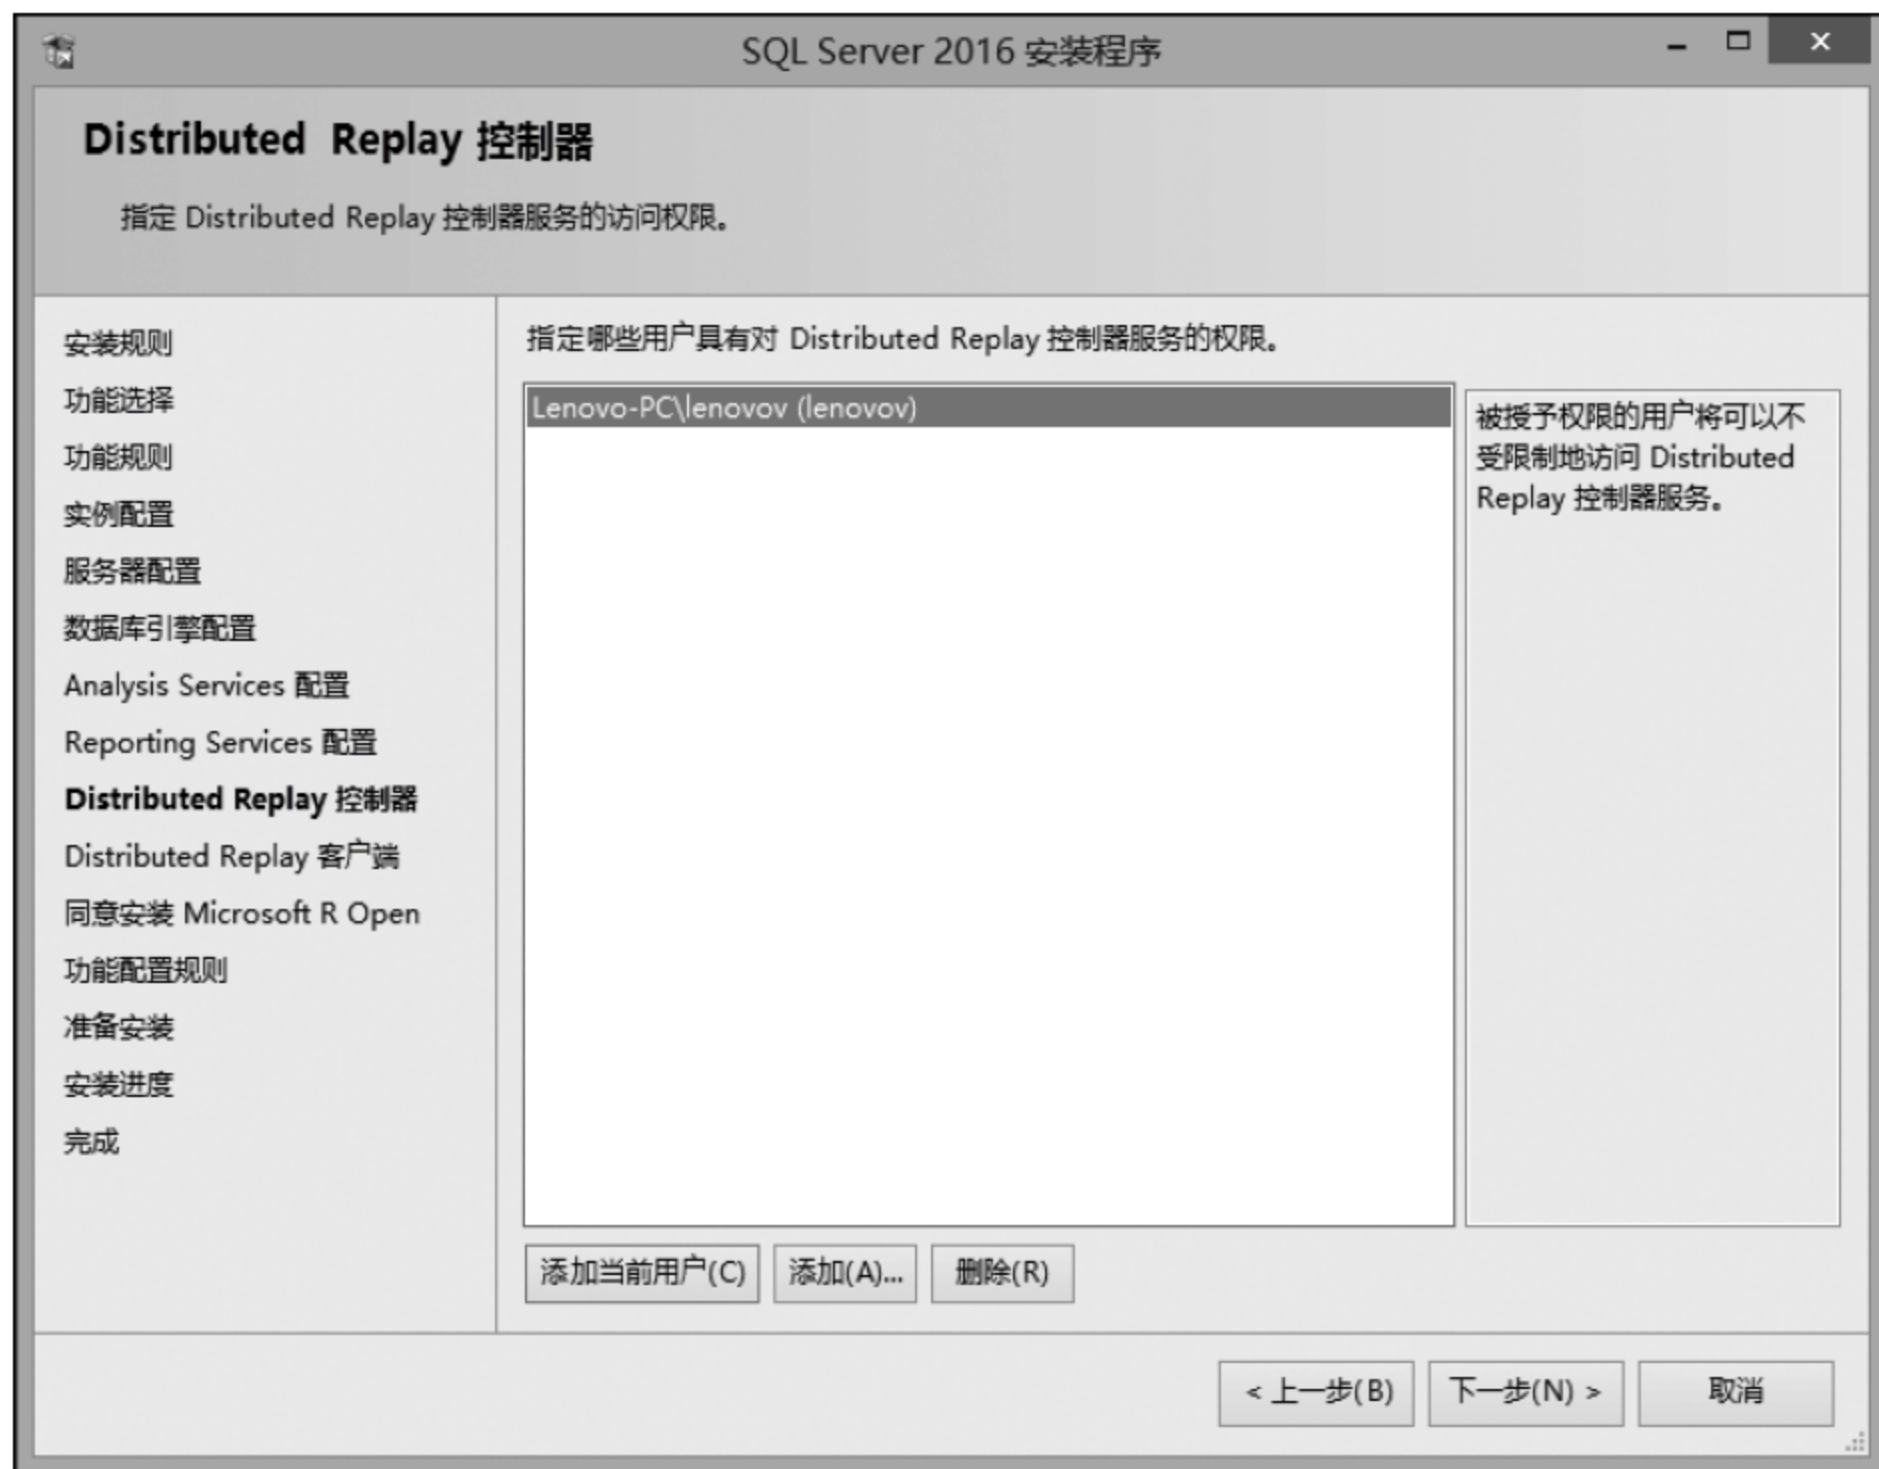 SQL Server 2016 安装程序
Distributed Replay 控制器
指定 Distributed Replay 控制器服务的访问权限。
安装规则
功能选择
功能规则
实例配置
服务器配置
数据库引擎配置
Analysis Services 配置
Reporting Services 配置
Distributed Replay 控制器
Distributed Replay 客户端
同意安装 Microsoft R Open
功能配置规则
准备安装
安装进度
完成
指定哪些用户具有对 Distributed Replay 控制器服务的权限。
Lenovo-PC\lenovov (lenovov)
被授予权限的用户将可以不
受限制地访问 Distributed
Replay 控制器服务。
添加当前用户(C) 添加(A)... 删除(R)
< 上一步(B) 下一步(N) > 取消